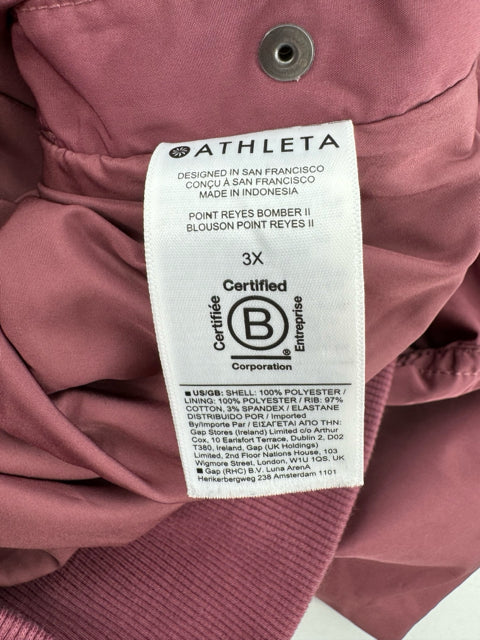 ATHLETA
DESIGNED IN SAN FRANCISCO
CONÇU À SAN FRANCISCO
MADE IN INDONESIA
POINT REYES BOMBER II
BLOUSON POINT REYES II
3X
Certified
Certifiée
B
Entreprise
®
Corporation
■ US/GB: SHELL: 100% POLYESTER /
LINING: 100% POLYESTER / RIB: 97%
COTTON, 3% SPANDEX / ELASTANE
DISTRIBUIDO POR / Imported
By/Importé Par / ΕΙΣΑΓΕΤΑΙ ΑΠΟ ΤΗΝ:
Gap Stores (Ireland) Limited c/o Arthur
Cox, 10 Earlsfort Terrace, Dublin 2, D02
T380, Ireland, Gap (UK Holdings)
Limited, 2nd Floor Nations House, 103
Wigmore Street, London, W1U 1QS, UK
■ Gap (RHC) B.V. Luna ArenA
Herikerbergweg 238 Amsterdam 1101